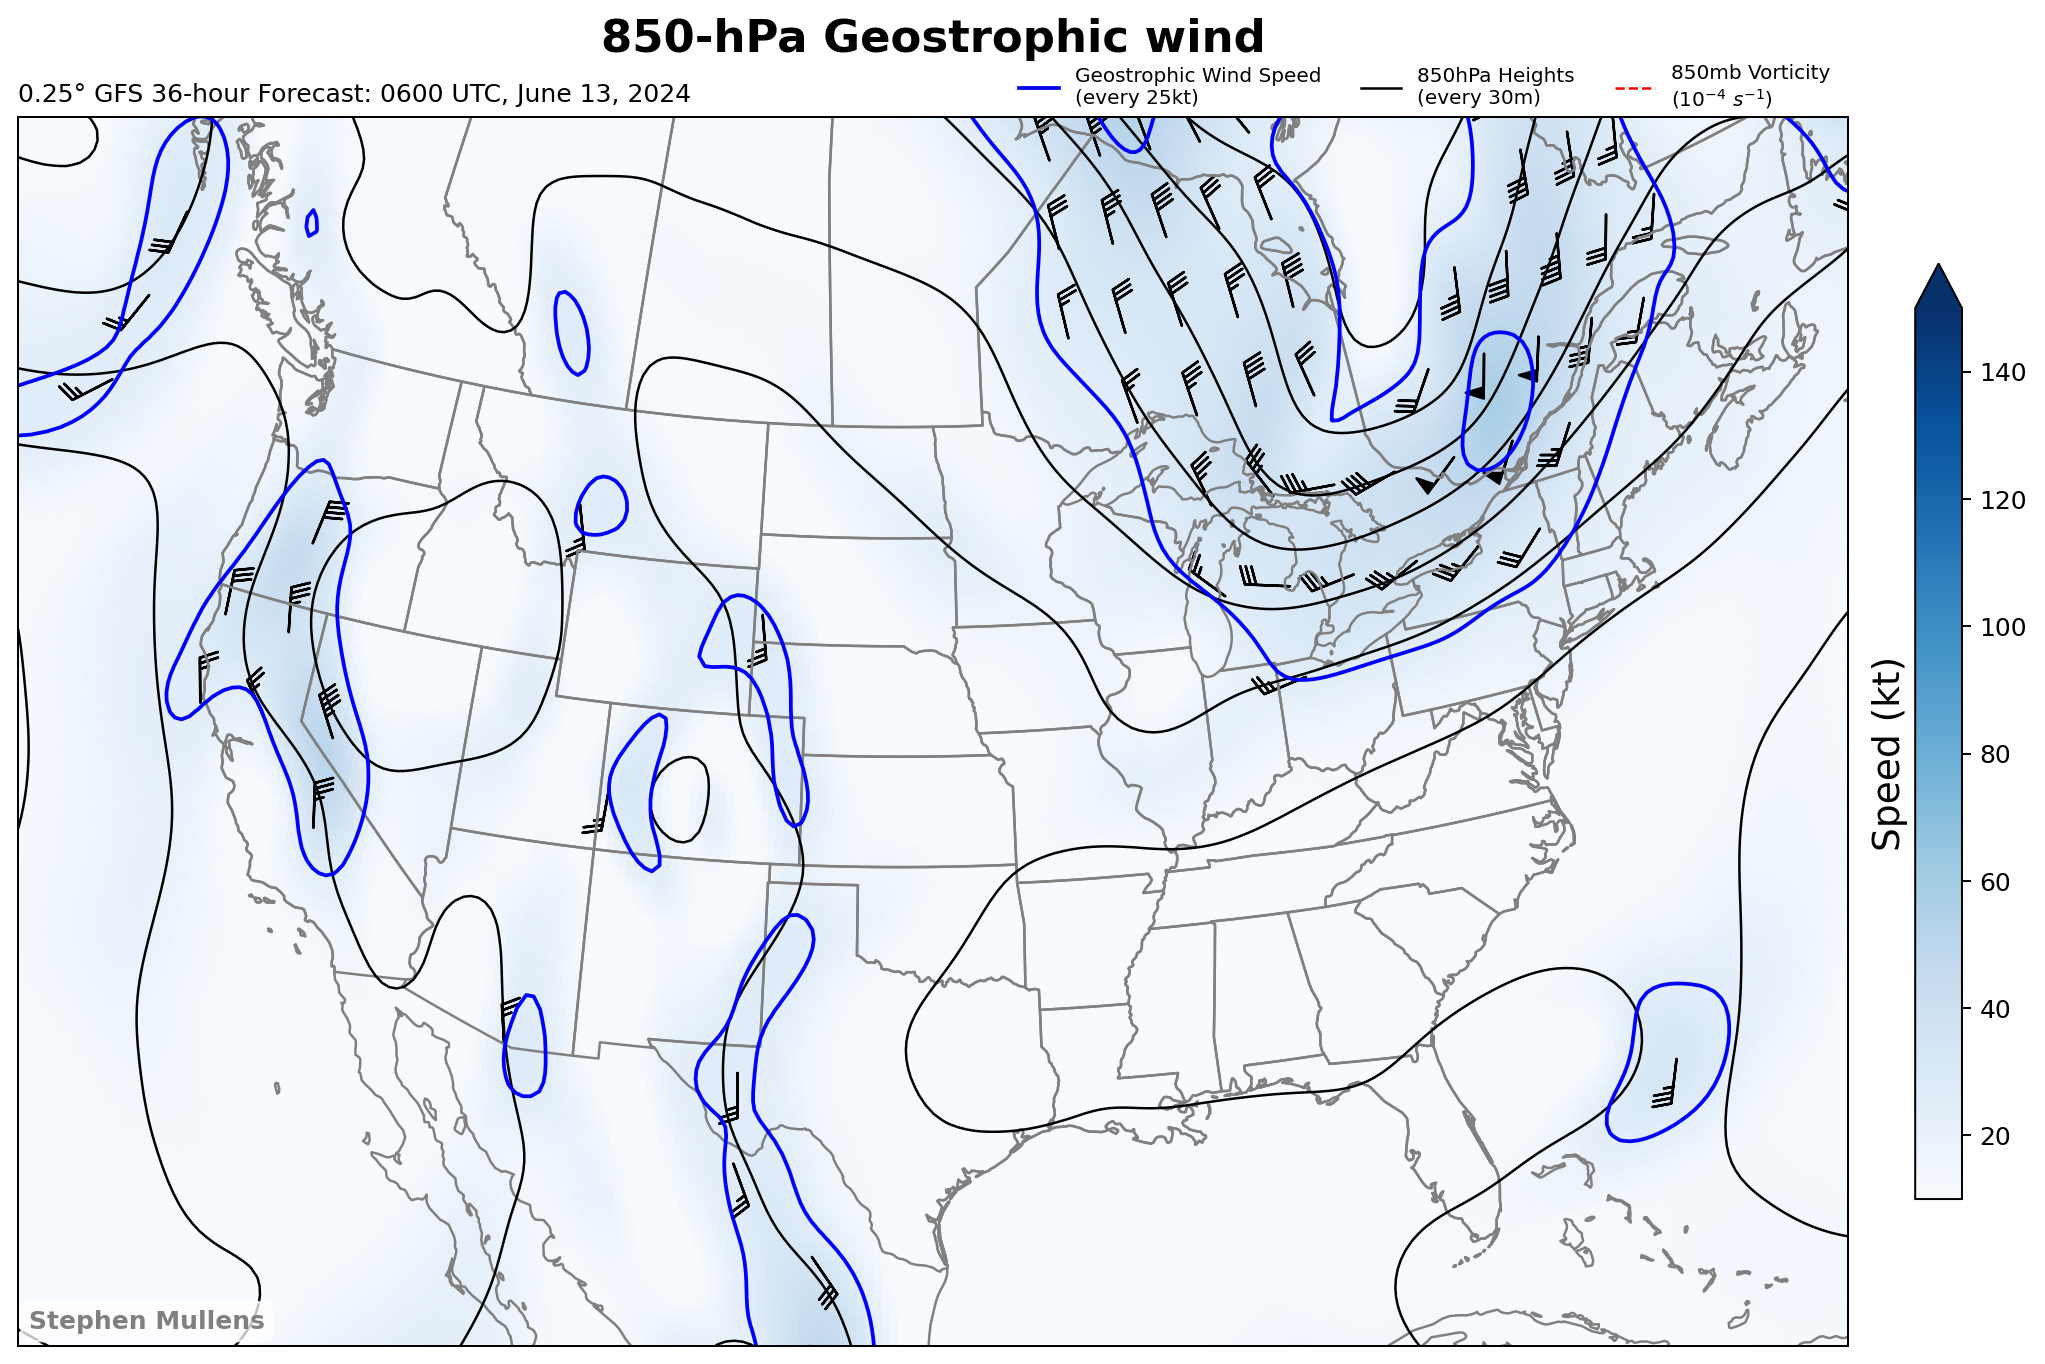 850-hPa Geostrophic wind
0.25° GFS 36-hour Forecast: 0600 UTC, June 13, 2024
Geostrophic Wind Speed
(every 25kt)
850hPa Heights
(every 30m)
850mb Vorticity
(10⁻⁴ s⁻¹)
140
120
100
80
60
40
20
Speed (kt)
Stephen Mullens